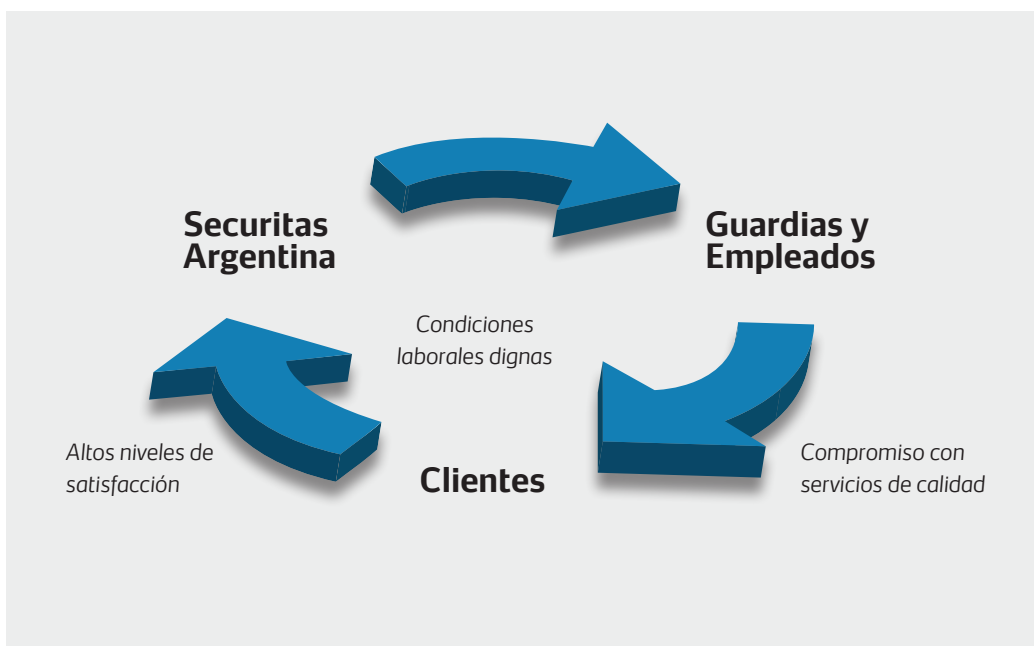 Securitas
Argentina
Guardias y
Empleados
Condiciones
laborales dignas
Altos niveles de
satisfacción
Clientes
Compromiso con
servicios de calidad